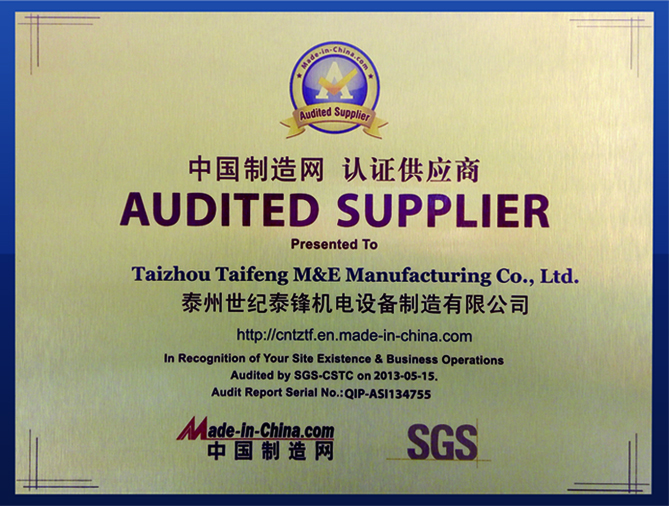 Made-in-China.com
A
Audited Supplier
中国制造网 认证供应商
AUDITED SUPPLIER
Presented To
Taizhou Taifeng M&E Manufacturing Co., Ltd.
泰州世纪泰锋机电设备制造有限公司
http://cntztf.en.made-in-china.com
In Recognition of Your Site Existence & Business Operations
Audited by SGS-CSTC on 2013-05-15.
Audit Report Serial No.:QIP-ASI134755
Made-in-China.com
中国制造网
SGS